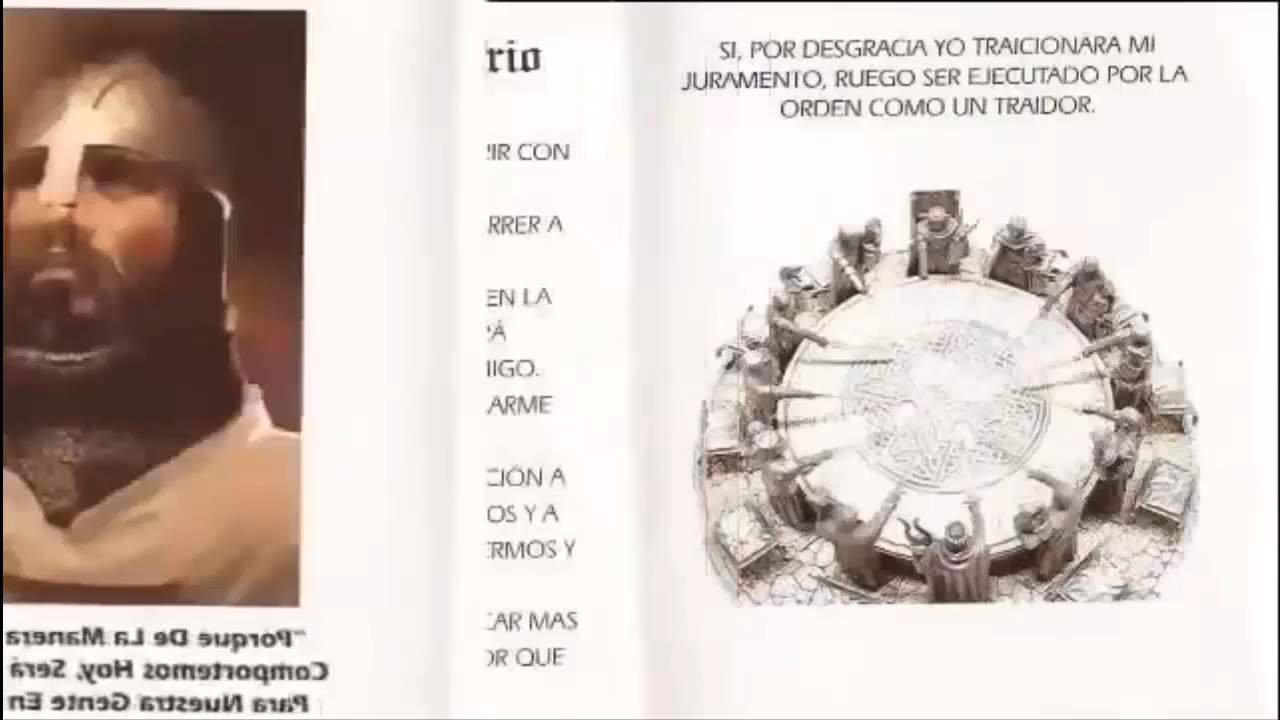 "Porque De La Manera
Comportemos Hoy, Será
Para Nuestra Gente En
rio
IR CON
RRER A
EN LA
Á
IIGO.
ARME
CIÓN A
OS Y A
ERMOS Y
CAR MAS
OR QUE
SI, POR DESGRACIA YO TRAICIONARA MI
JURAMENTO, RUEGO SER EJECUTADO POR LA
ORDEN COMO UN TRAIDOR.